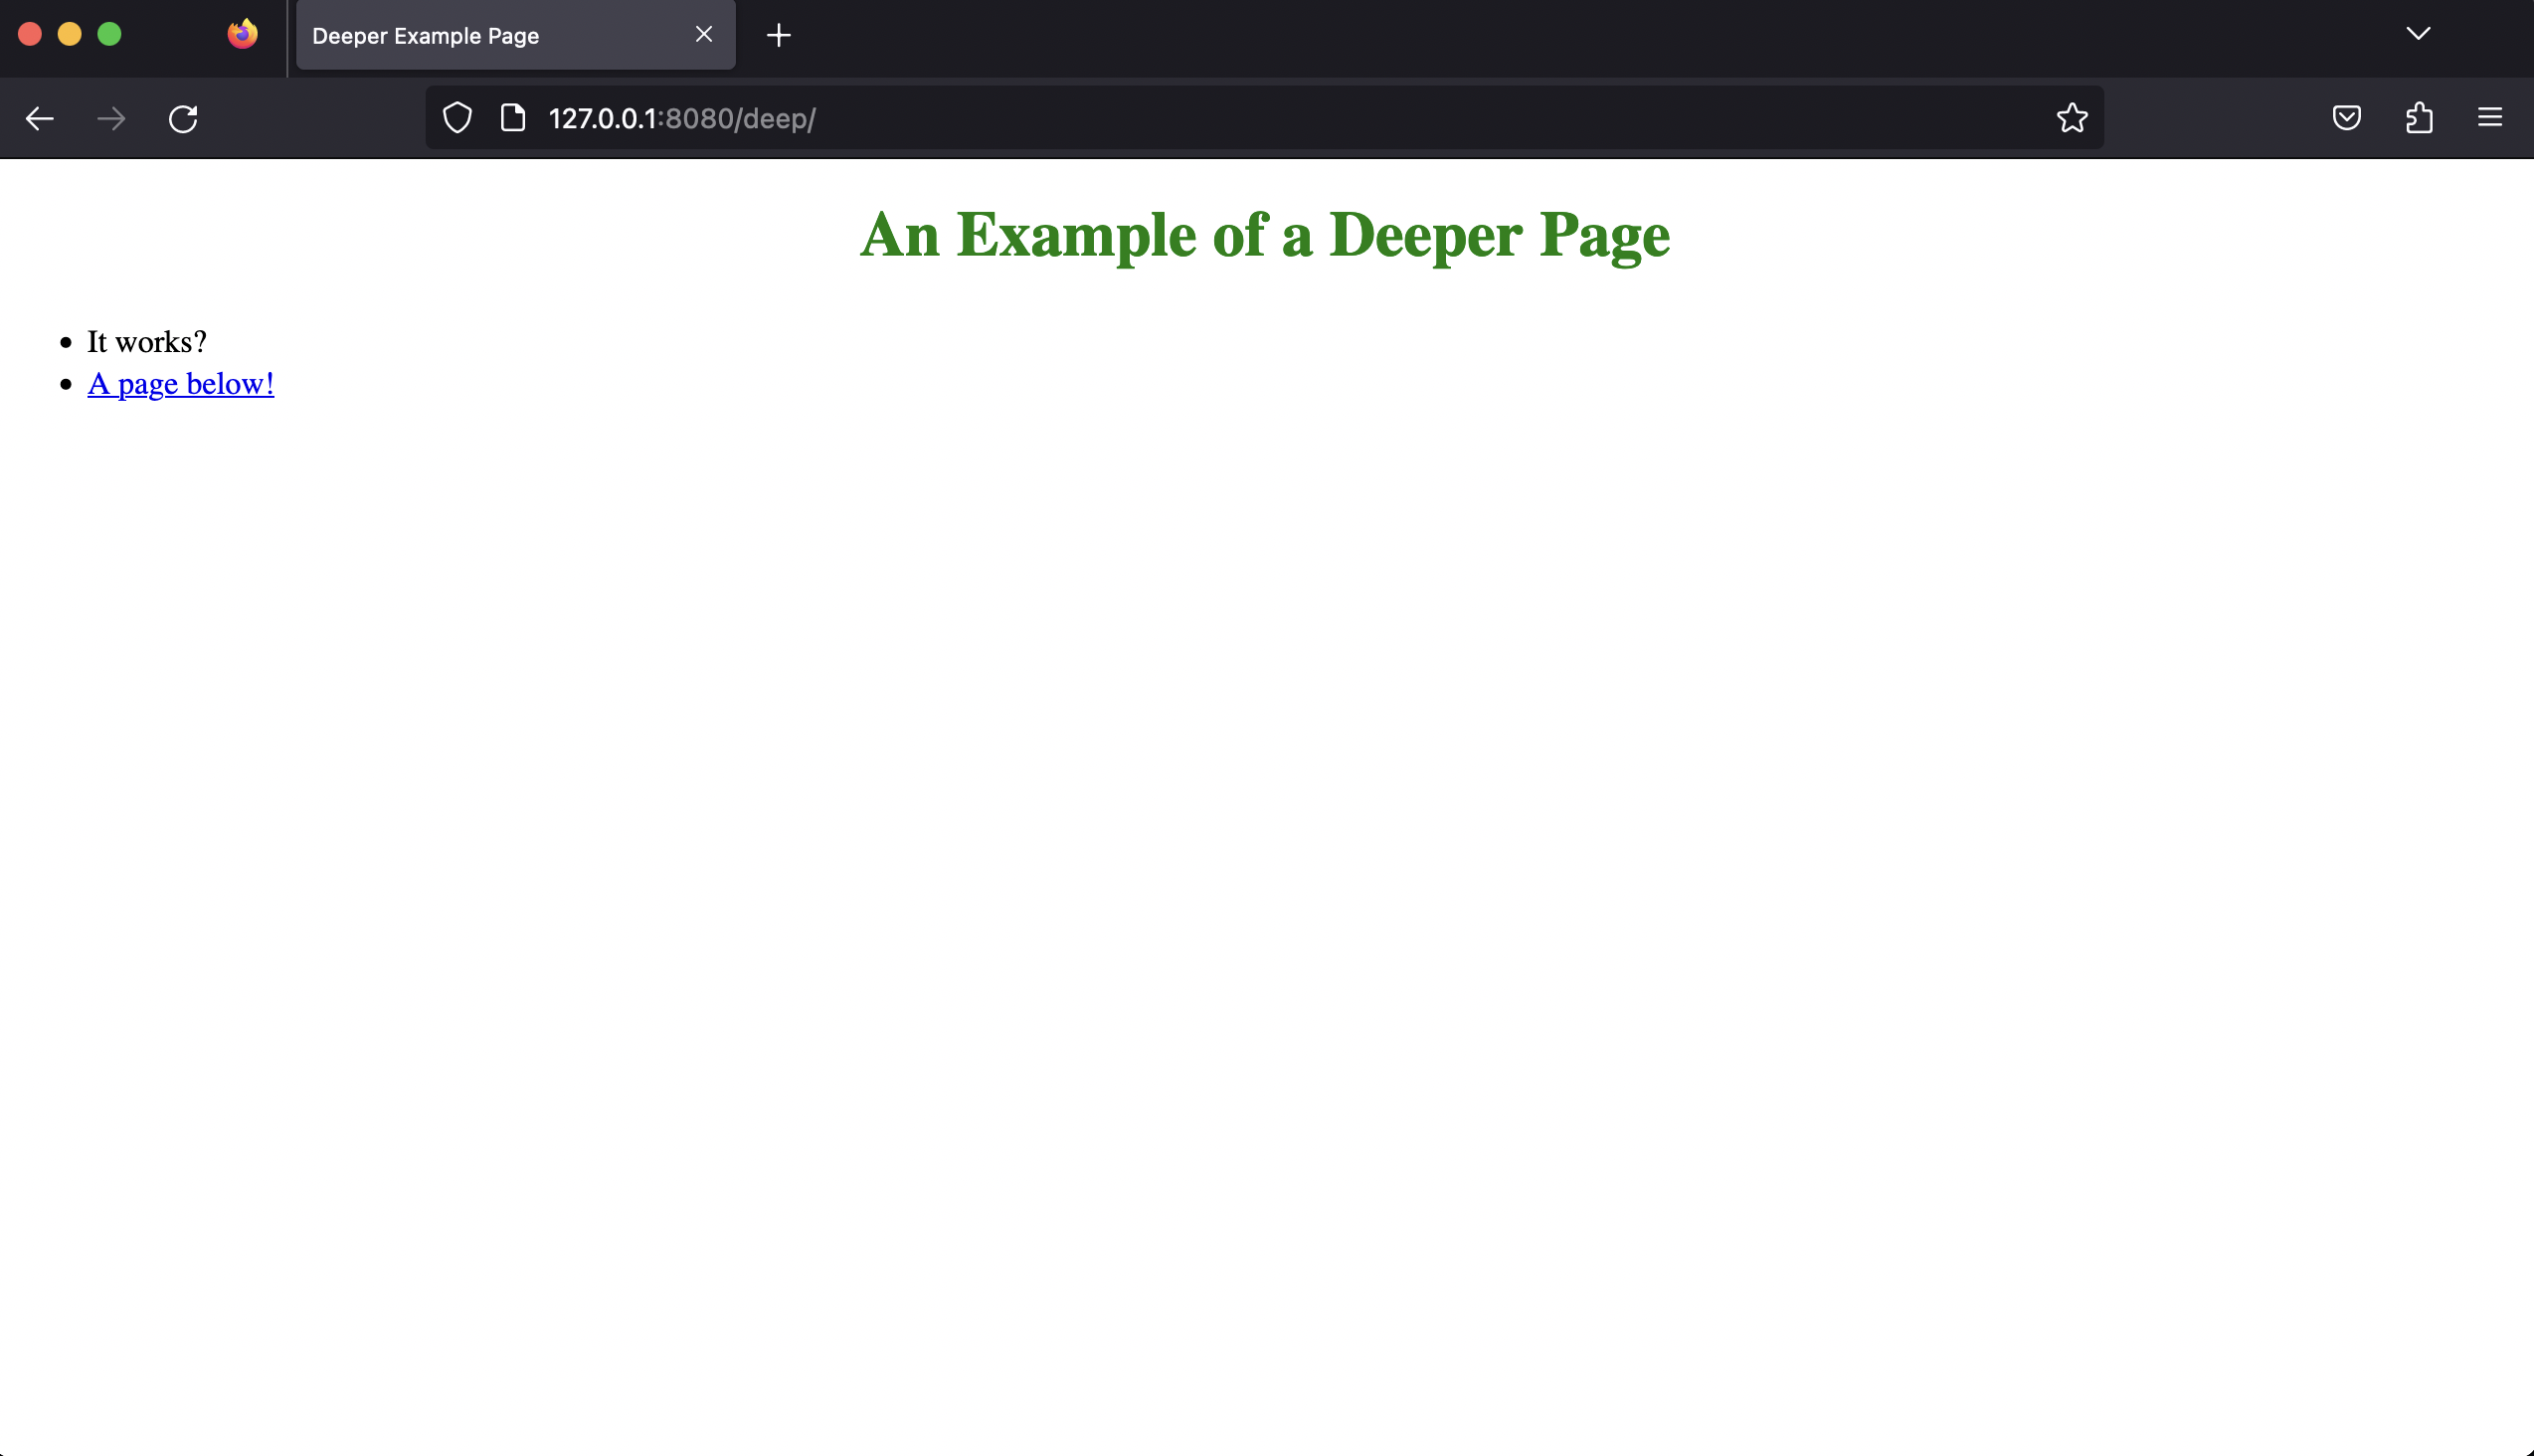 Deeper Example Page
127.0.0.1:8080/deep/
An Example of a Deeper Page
It works?
A page below!